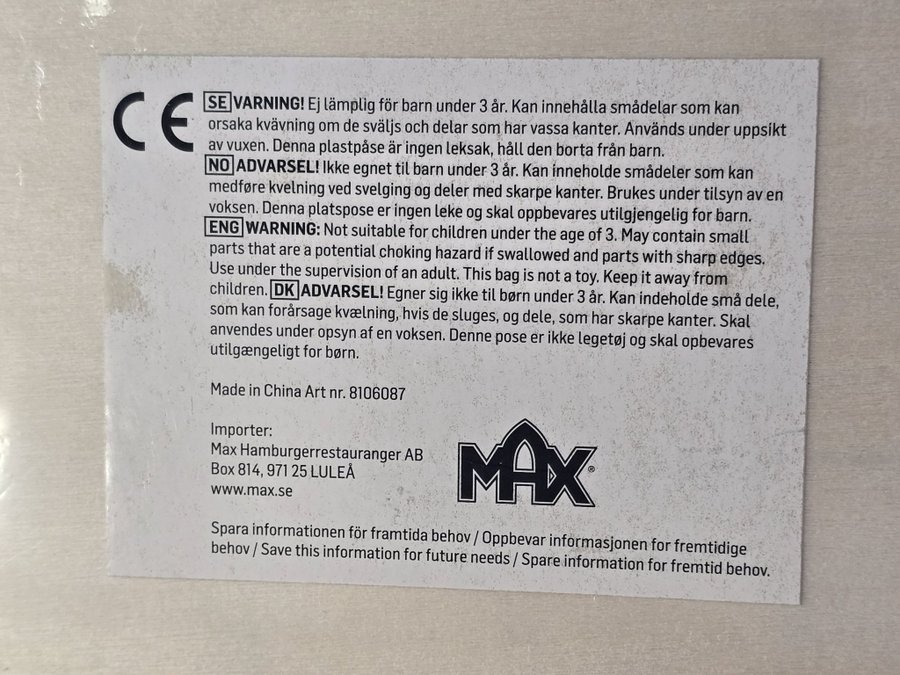 CE
SE VARNING! Ej lämplig för barn under 3 år. Kan innehålla smådelar som kan
orsaka kvävning om de sväljs och delar som har vassa kanter. Används under uppsikt
av vuxen. Denna plastpåse är ingen leksak, håll den borta från barn.
NO ADVARSEL! Ikke egnet til barn under 3 år. Kan inneholde smådeler som kan
medføre kvelning ved svelging og deler med skarpe kanter. Brukes under tilsyn av en
voksen. Denna platspose er ingen leke og skal oppbevares utilgjengelig for barn.
ENG WARNING: Not suitable for children under the age of 3. May contain small
parts that are a potential choking hazard if swallowed and parts with sharp edges.
Use under the supervision of an adult. This bag is not a toy. Keep it away from
children. DK ADVARSEL! Egner sig ikke til børn under 3 år. Kan indeholde små dele,
som kan forårsage kvælning, hvis de sluges, og dele, som har skarpe kanter. Skal
anvendes under opsyn af en voksen. Denne pose er ikke legetøj og skal opbevares
utilgængeligt for børn.
Made in China Art nr. 8106087
Importer:
Max Hamburgerrestauranger AB
Box 814, 971 25 LULEÅ
www.max.se
MAX®
Spara informationen för framtida behov / Oppbevar informasjonen for fremtidige
behov / Save this information for future needs / Spare information for fremtid behov.